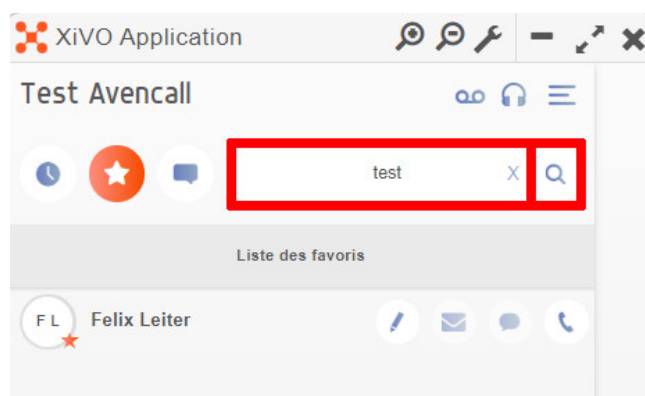 XiVO Application
Test Avencall
test X
Liste des favoris
F L Felix Leiter